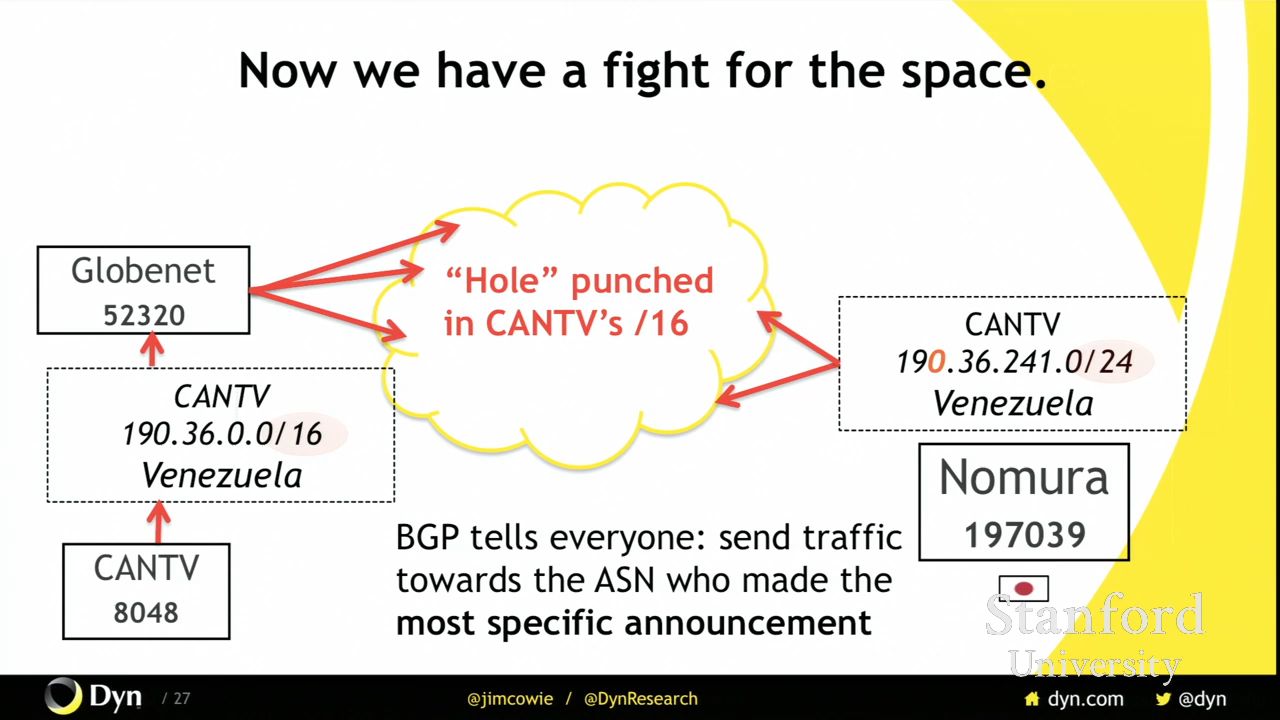 Now we have a fight for the space.
Globenet
52320
CANTV
190.36.0.0/16
Venezuela
CANTV
8048
“Hole” punched
in CANTV’s /16
CANTV
190.36.241.0/24
Venezuela
Nomura
197039
BGP tells everyone: send traffic
towards the ASN who made the
most specific announcement
Stanford
University
Dyn / 27
@jimcowie / @DynResearch
dyn.com @dyn